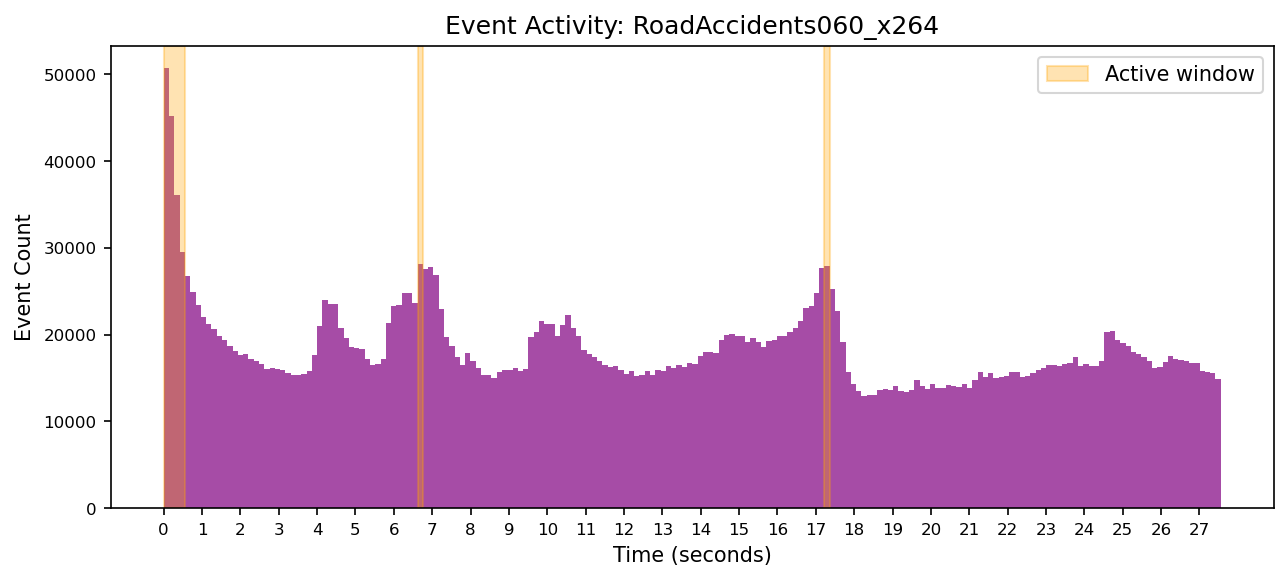 Event Activity: RoadAccidents060_x264
Active window
Event Count
50000
40000
30000
20000
10000
0
0 1 2 3 4 5 6 7 8 9 10 11 12 13 14 15 16 17 18 19 20 21 22 23 24 25 26 27
Time (seconds)